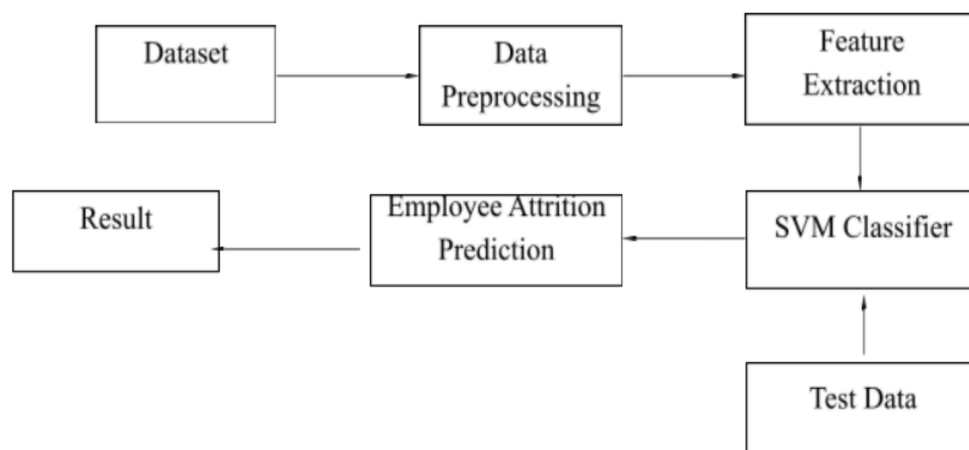 Dataset
Data
Preprocessing
Feature
Extraction
Result
Employee Attrition
Prediction
SVM Classifier
Test Data